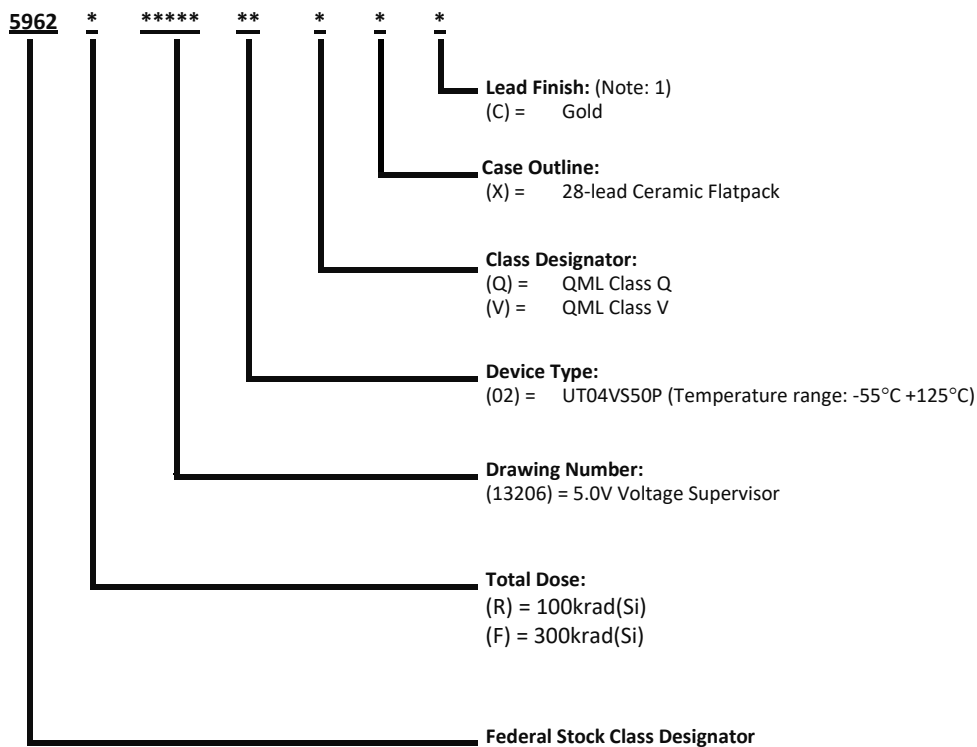 5962 * ***** ** * * *
Lead Finish: (Note: 1)
(C) = Gold
Case Outline:
(X) = 28-lead Ceramic Flatpack
Class Designator:
(Q) = QML Class Q
(V) = QML Class V
Device Type:
(02) = UT04VS50P (Temperature range: -55°C +125°C)
Drawing Number:
(13206) = 5.0V Voltage Supervisor
Total Dose:
(R) = 100krad(Si)
(F) = 300krad(Si)
Federal Stock Class Designator